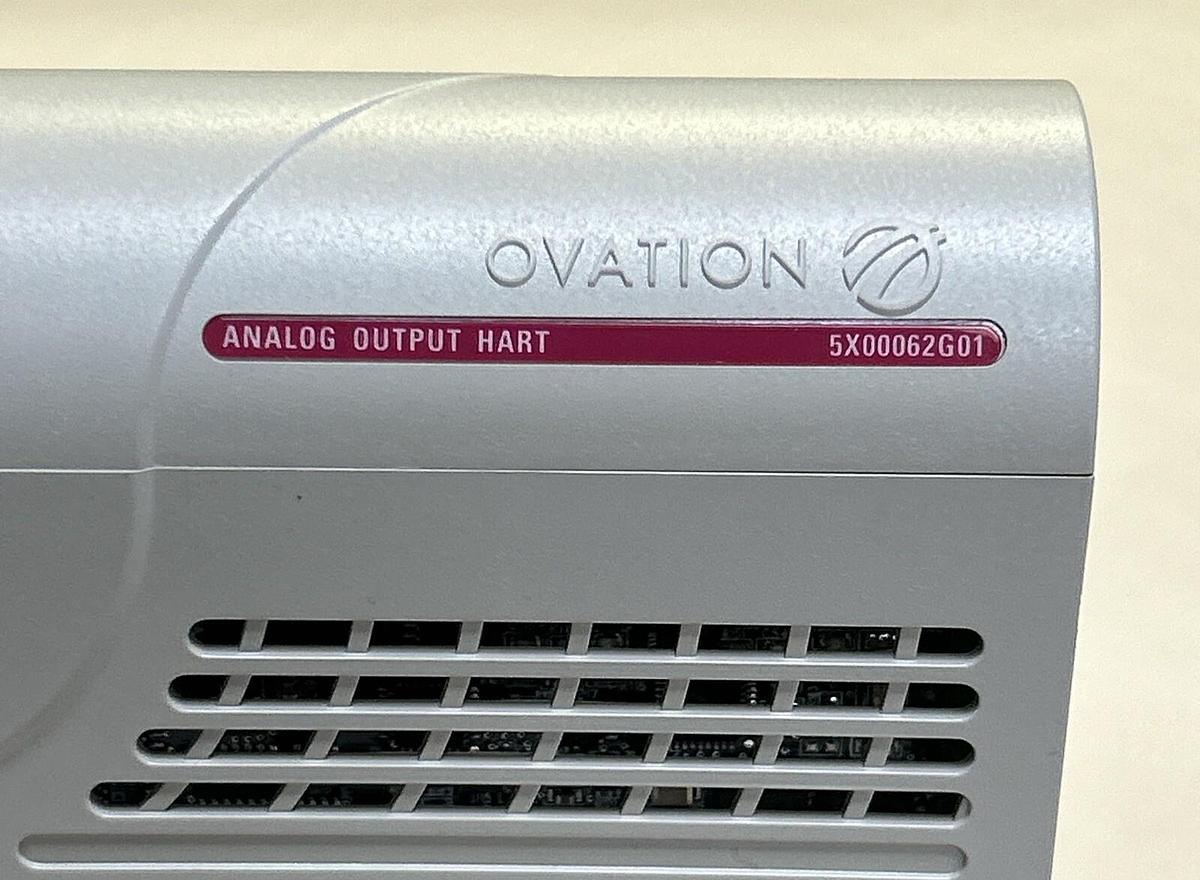 OVATION
ANALOG OUTPUT HART 5X00062G01